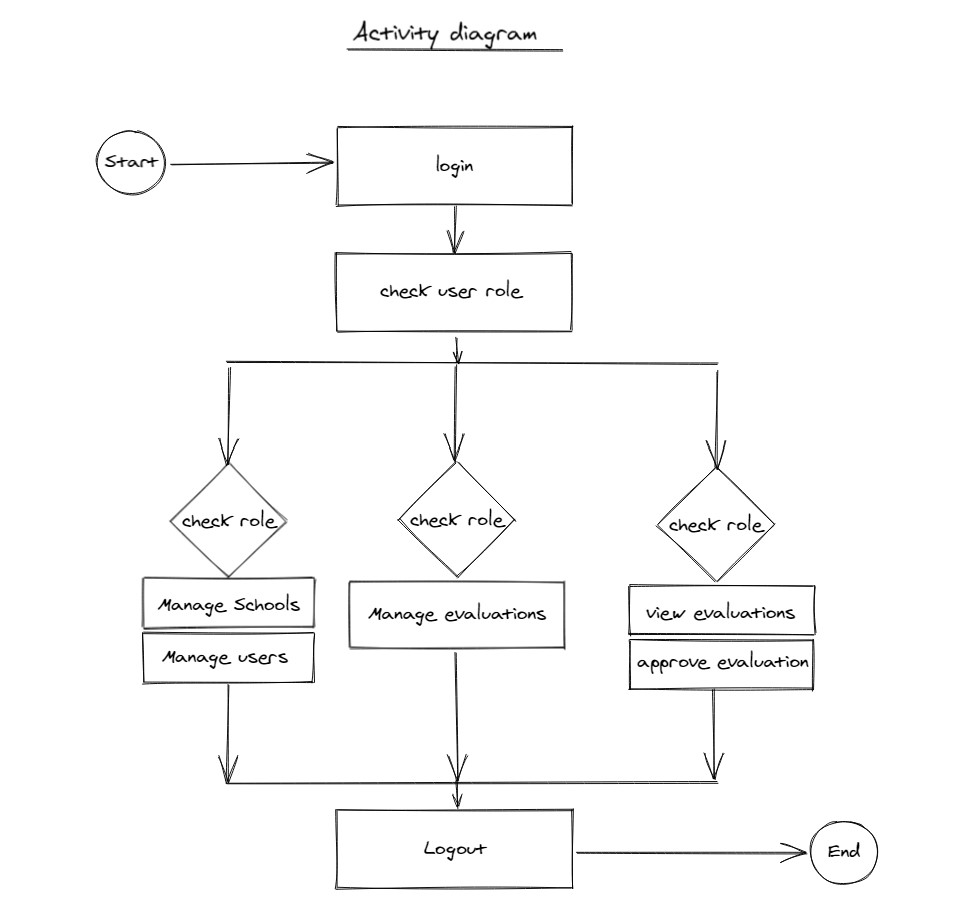 Activity diagram
Start
login
check user role
check role
check role
check role
Manage Schools
Manage evaluations
view evaluations
Manage users
approve evaluation
Logout
End